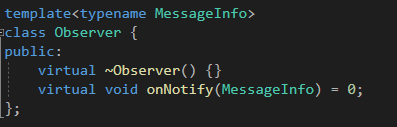 template<typename MessageInfo>
class Observer {
public:
    virtual ~Observer() {}
    virtual void onNotify(MessageInfo) = 0;
};